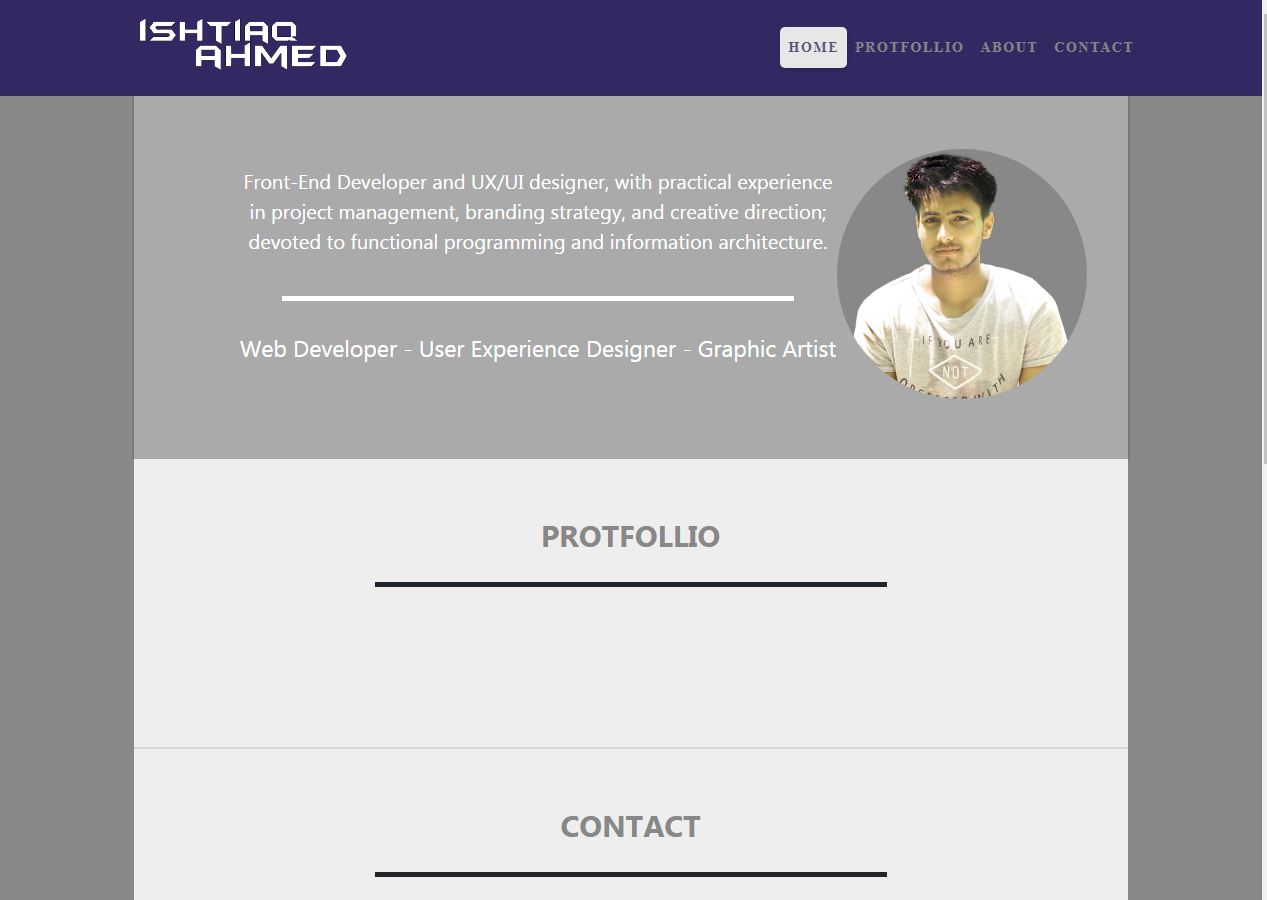 ISHTIAQ
AHMED
HOME PROTFOLLIO ABOUT CONTACT
Front-End Developer and UX/UI designer, with practical experience
in project management, branding strategy, and creative direction;
devoted to functional programming and information architecture.
Web Developer - User Experience Designer - Graphic Artist
IF YOU ARE
NOT
WITH
PROTFOLLIO
CONTACT